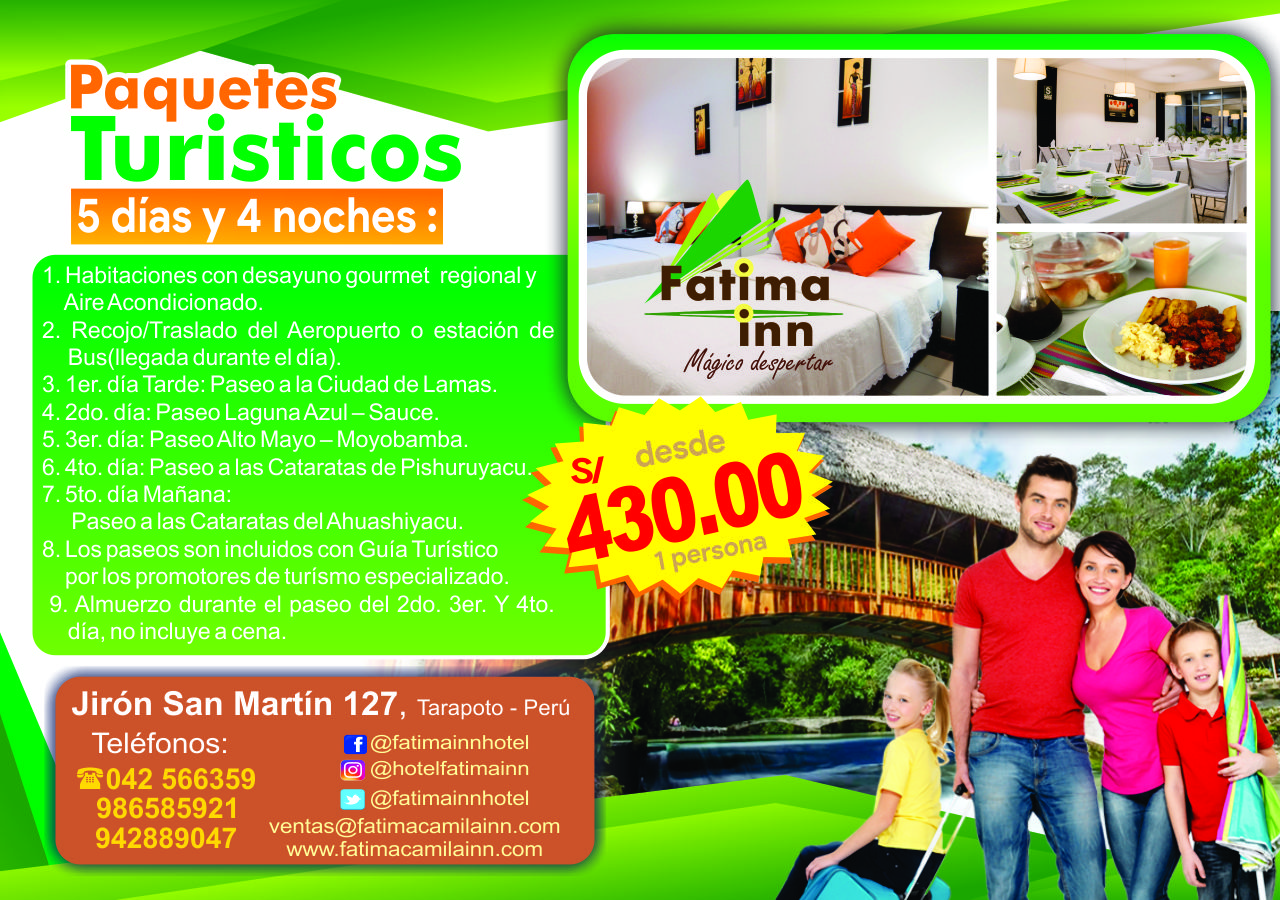 Paquetes
Turisticos
5 días y 4 noches :
1. Habitaciones con desayuno gourmet regional y
Aire Acondicionado.
2. Recojo/Traslado del Aeropuerto o estación de
Bus(llegada durante el día).
3. 1er. día Tarde: Paseo a la Ciudad de Lamas.
4. 2do. día: Paseo Laguna Azul – Sauce.
5. 3er. día: Paseo Alto Mayo – Moyobamba.
6. 4to. día: Paseo a las Cataratas de Pishuruyacu.
7. 5to. día Mañana:
Paseo a las Cataratas del Ahuashiyacu.
8. Los paseos son incluidos con Guía Turístico
por los promotores de turísmo especializado.
9. Almuerzo durante el paseo del 2do. 3er. Y 4to.
día, no incluye a cena.
Fátima
inn
Mágico despertar
desde
S/ 430.00
1 persona
Jirón San Martín 127, Tarapoto - Perú
Teléfonos:
☎042 566359
986585921
942889047
@fatimainnhotel
@hotelfatimainn
@fatimainnhotel
ventas@fatimacamilainn.com
www.fatimacamilainn.com